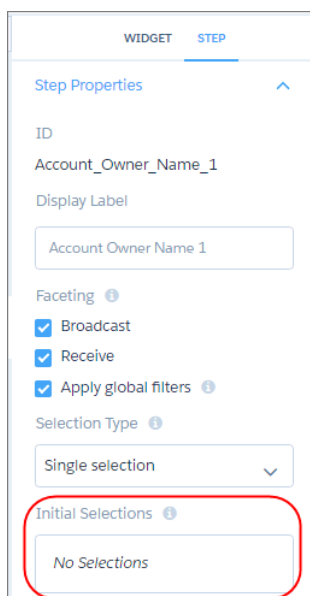 WIDGET STEP
Step Properties
ID
Account_Owner_Name_1
Display Label
Account Owner Name 1
Faceting
Broadcast
Receive
Apply global filters
Selection Type
Single selection
Initial Selections
No Selections